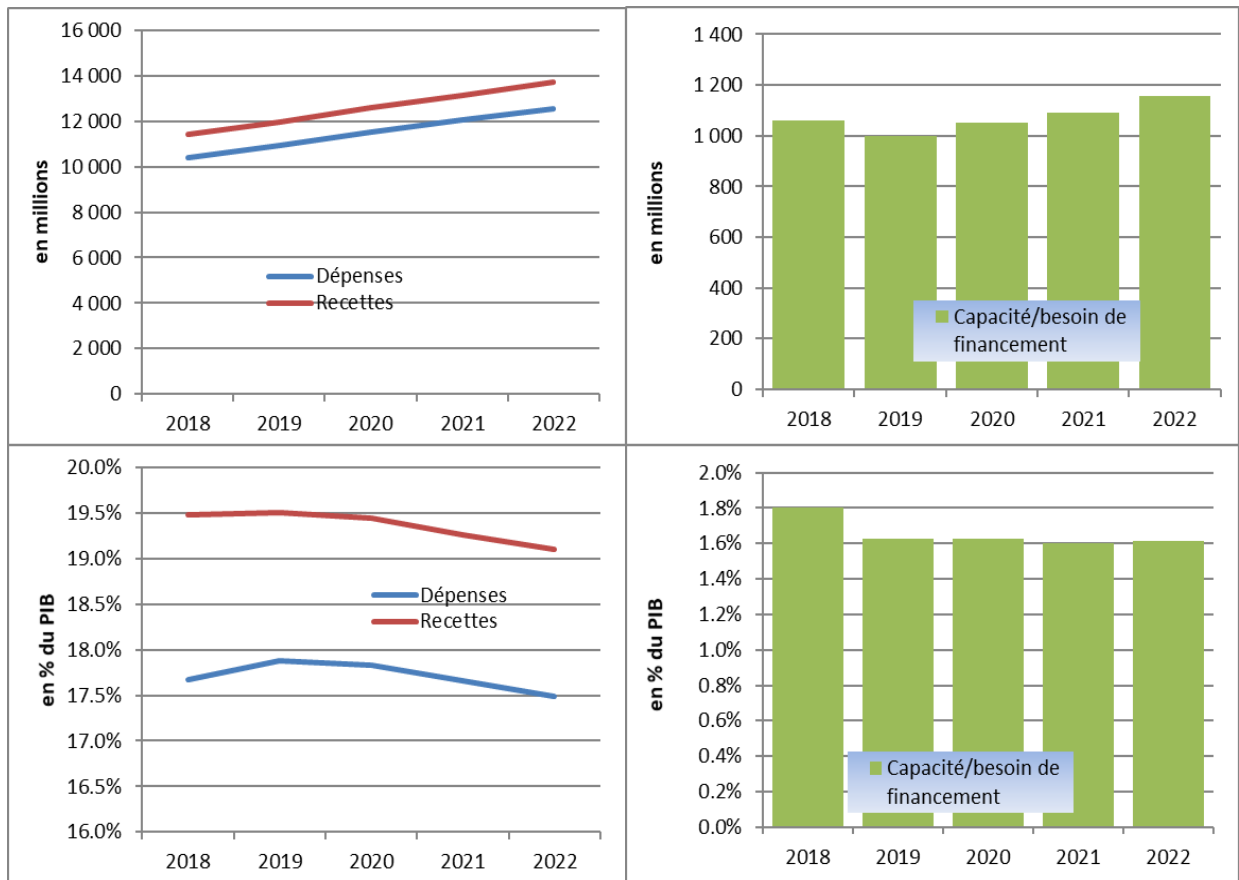 16 000
14 000
12 000
10 000
8 000
6 000
4 000
2 000
0
en millions
Dépenses
Recettes
2018 2019 2020 2021 2022
1 400
1 200
1 000
800
600
400
200
0
en millions
Capacité/besoin de
financement
2018 2019 2020 2021 2022
20.0%
19.5%
19.0%
18.5%
18.0%
17.5%
17.0%
16.5%
16.0%
en % du PIB
Dépenses
Recettes
2018 2019 2020 2021 2022
2.0%
1.8%
1.6%
1.4%
1.2%
1.0%
0.8%
0.6%
0.4%
0.2%
0.0%
en % du PIB
Capacité/besoin de
financement
2018 2019 2020 2021 2022